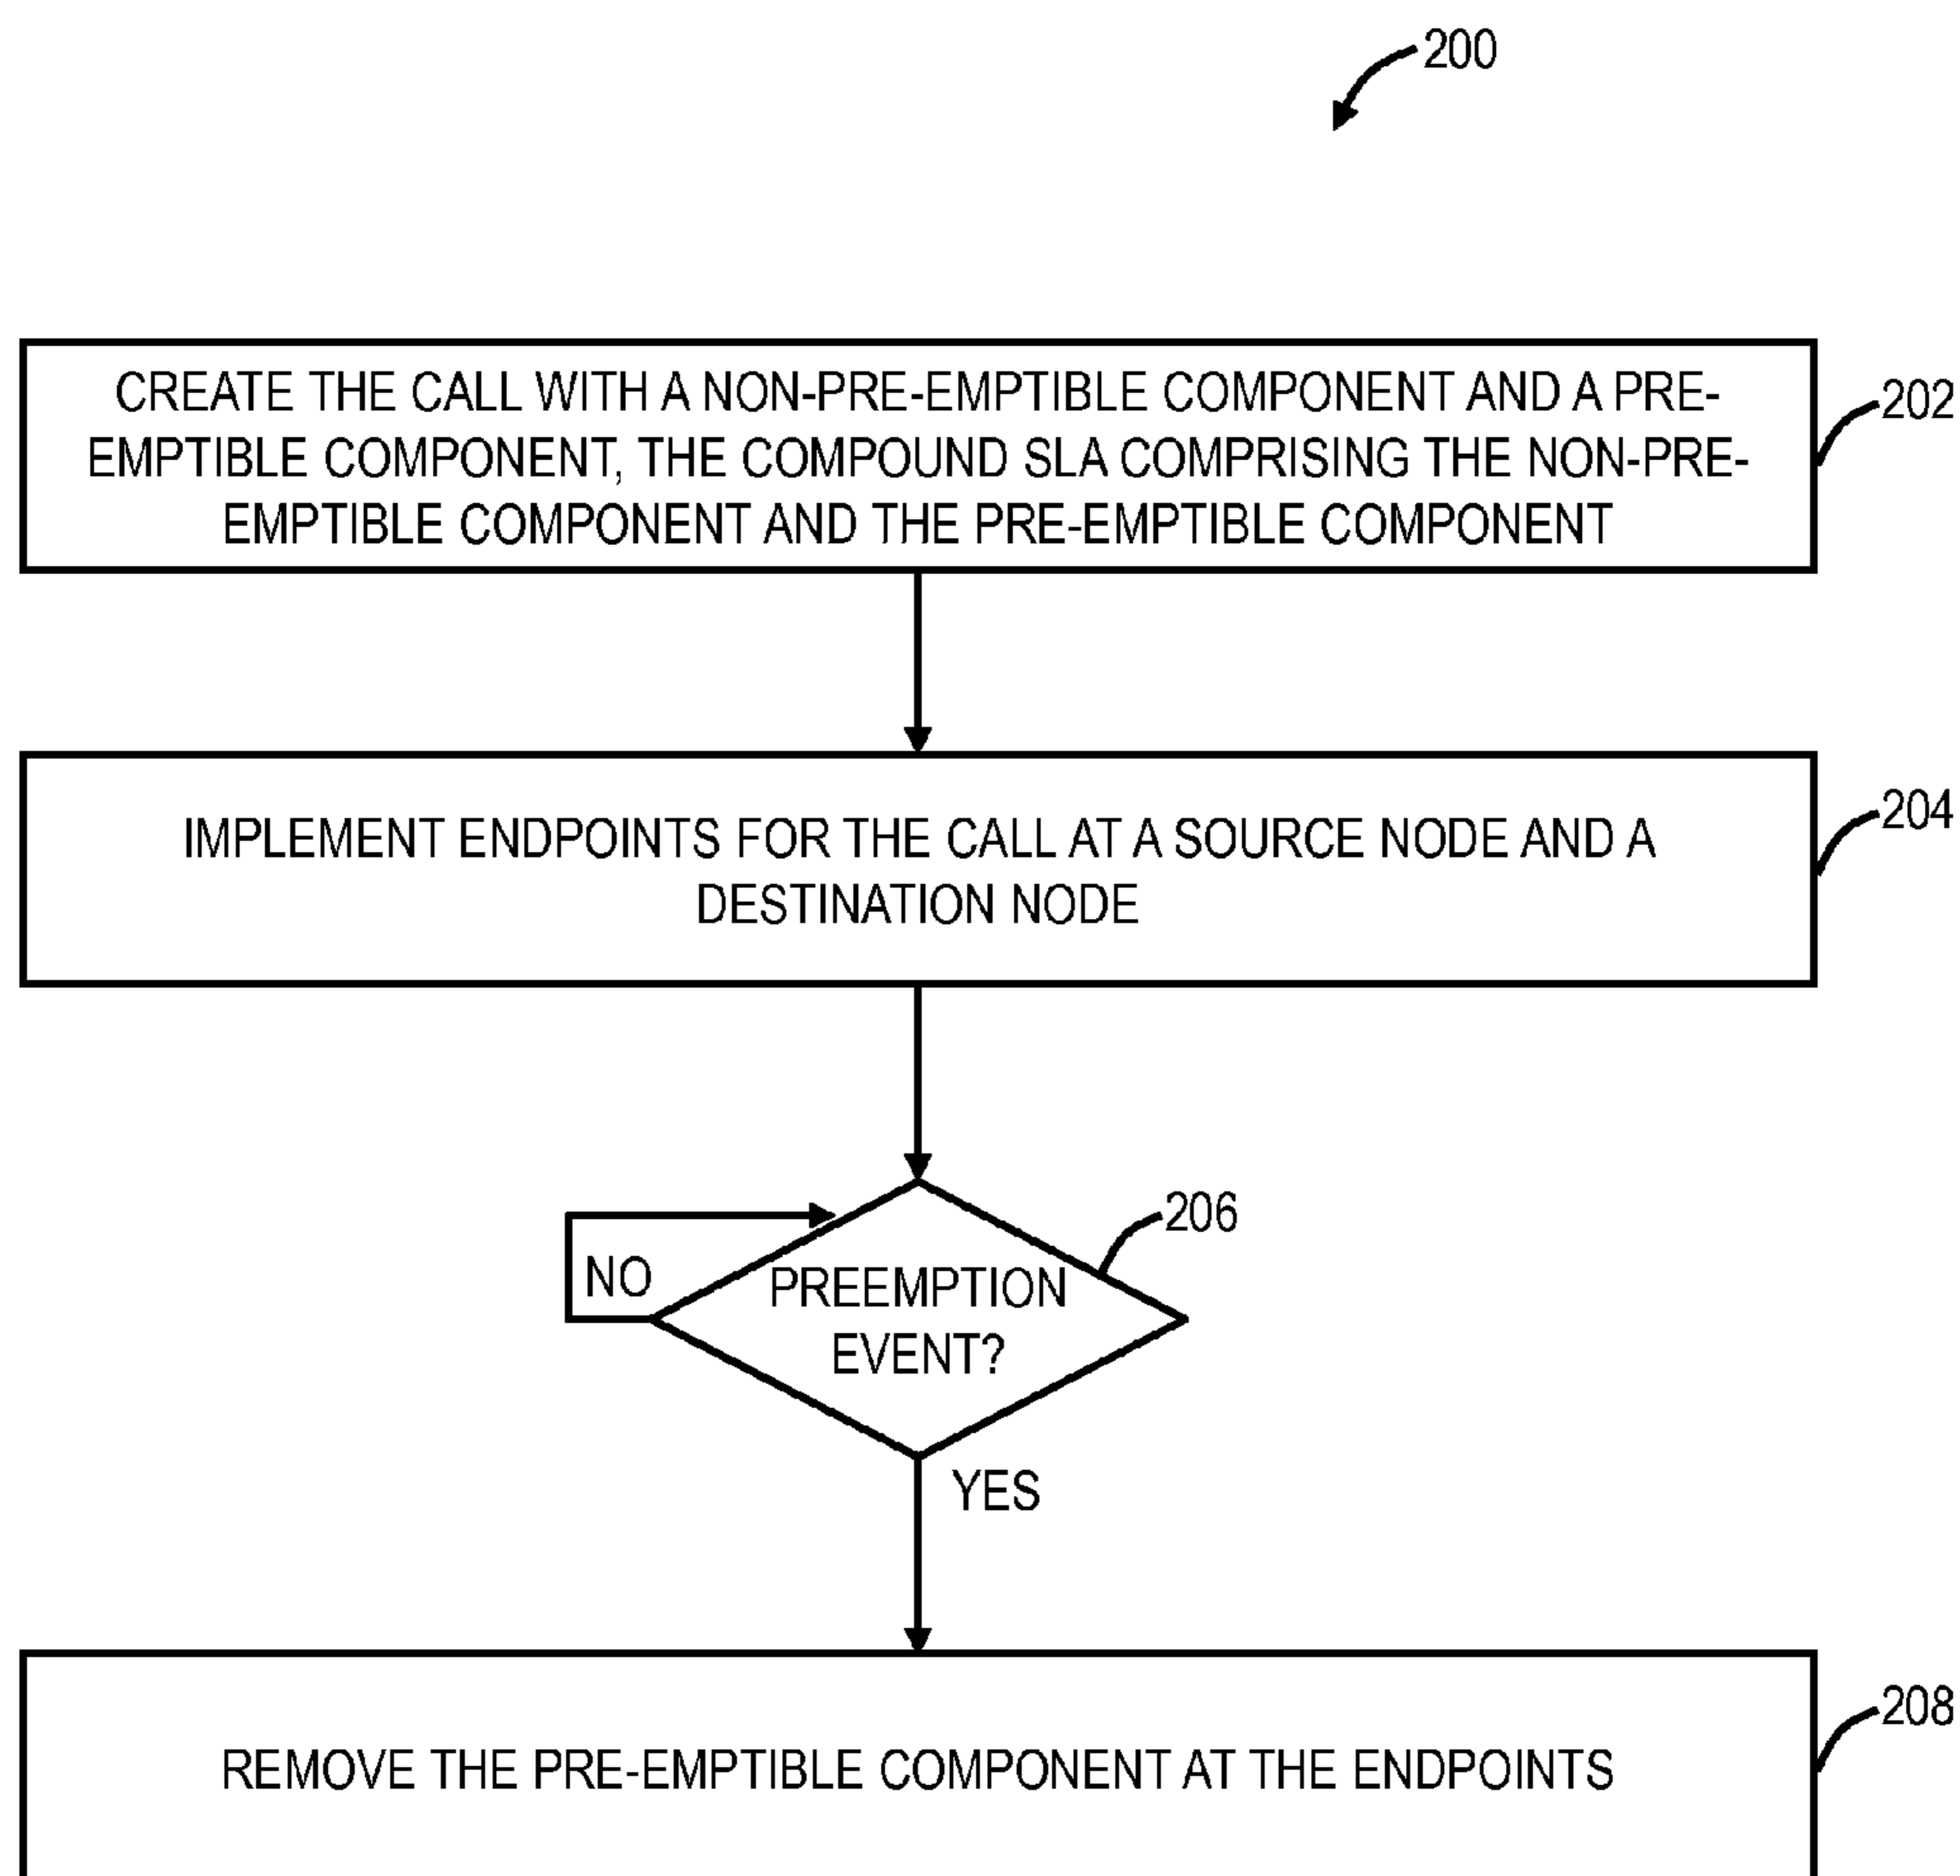 200
CREATE THE CALL WITH A NON-PRE-EMPTIBLE COMPONENT AND A PRE-
EMPTIBLE COMPONENT, THE COMPOUND SLA COMPRISING THE NON-PRE-
EMPTIBLE COMPONENT AND THE PRE-EMPTIBLE COMPONENT
202
IMPLEMENT ENDPOINTS FOR THE CALL AT A SOURCE NODE AND A
DESTINATION NODE
204
206
NO
PREEMPTION
EVENT?
YES
REMOVE THE PRE-EMPTIBLE COMPONENT AT THE ENDPOINTS
208